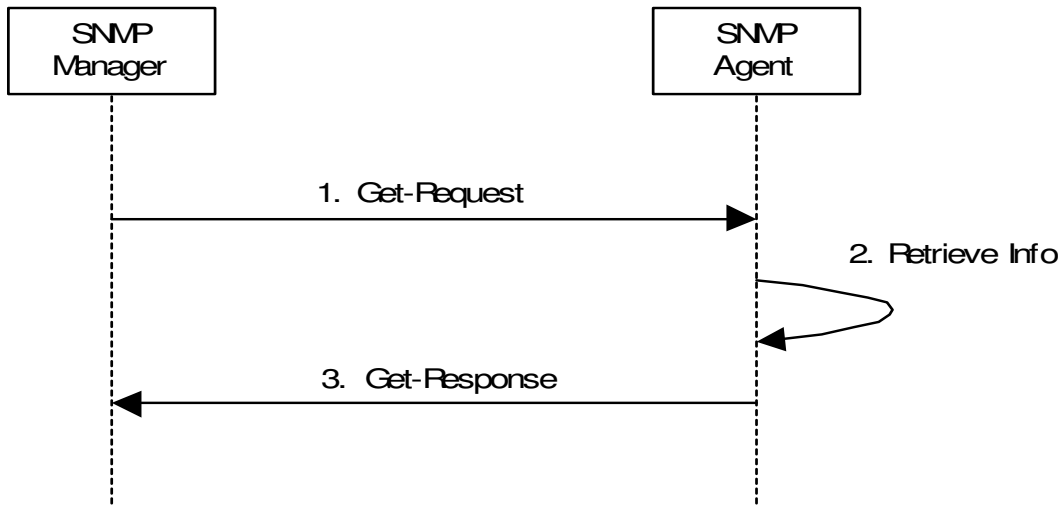 SNMP
Manager
SNMP
Agent
1. Get-Request
2. Retrieve Info
3. Get-Response